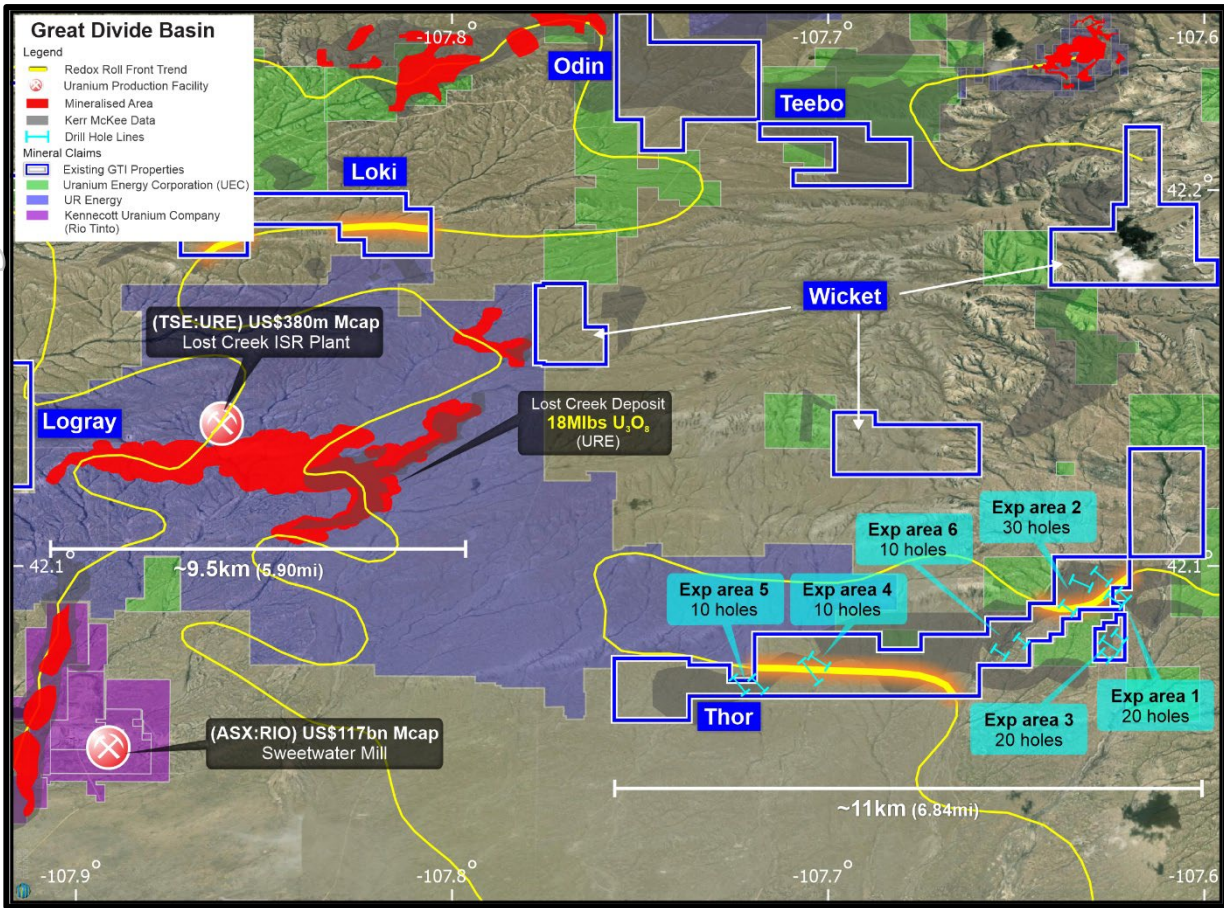 Great Divide Basin
Legend
Redox Roll Front Trend
Uranium Production Facility
Mineralised Area
Kerr McKee Data
Drill Hole Lines
Mineral Claims
Existing GTI Properties
Uranium Energy Corporation (UEC)
UR Energy
Kennecott Uranium Company
(Rio Tinto)
-107.8°
-107.7°
-107.6°
Odin
Teebo
Loki
42.2°
Wicket
(TSE:URE) US$380m Mcap
Lost Creek ISR Plant
Logray
Lost Creek Deposit
18Mlbs U₃O₈
(URE)
42.1°
~9.5km (5.90mi)
Exp area 2
30 holes
Exp area 6
10 holes
42.1°
Exp area 5
10 holes
Exp area 4
10 holes
Exp area 1
20 holes
Exp area 3
20 holes
Thor
(ASX:RIO) US$117bn Mcap
Sweetwater Mill
~11km (6.84mi)
-107.9°
-107.8°
-107.7°
-107.6°